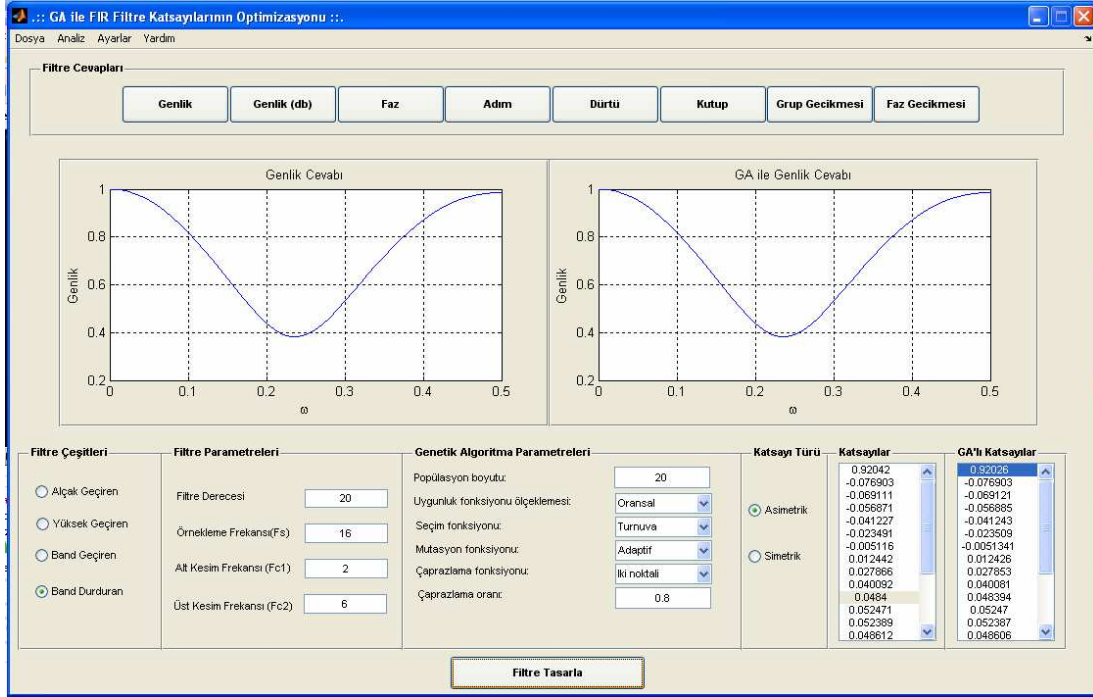 .:: GA ile FIR Filtre Katsayılarının Optimizasyonu ::.
Dosya Analiz Ayarlar Yardım
Filtre Cevapları
Genlik Genlik (db) Faz Adım Dürtü Kutup Grup Gecikmesi Faz Gecikmesi
Genlik Cevabı
Genlik
1
0.8
0.6
0.4
0.2
0 0.1 0.2 0.3 0.4 0.5
ω
GA ile Genlik Cevabı
Genlik
1
0.8
0.6
0.4
0.2
0 0.1 0.2 0.3 0.4 0.5
ω
Filtre Çeşitleri
Alçak Geçiren
Yüksek Geçiren
Band Geçiren
Band Durduran
Filtre Parametreleri
Filtre Derecesi 20
Örnekleme Frekansı(Fs) 16
Alt Kesim Frekansı (Fc1) 2
Üst Kesim Frekansı (Fc2) 6
Genetik Algoritma Parametreleri
Popülasyon boyutu: 20
Uygunluk fonksiyonu ölçeklemesi: Oransal
Seçim fonksiyonu: Turnuva
Mutasyon fonksiyonu: Adaptif
Çaprazlama fonksiyonu: Iki noktali
Çaprazlama oranı: 0.8
Katsayı Türü
Asimetrik
Simetrik
Katsayılar
0.92042
-0.076903
-0.069111
-0.056871
-0.041227
-0.023491
-0.005116
0.012442
0.027866
0.040092
0.0484
0.052471
0.052389
0.048612
GA'lı Katsayılar
0.92026
-0.076903
-0.069121
-0.056885
-0.041243
-0.023509
-0.0051341
0.012426
0.027853
0.040081
0.048394
0.05247
0.052387
0.048606
Filtre Tasarla